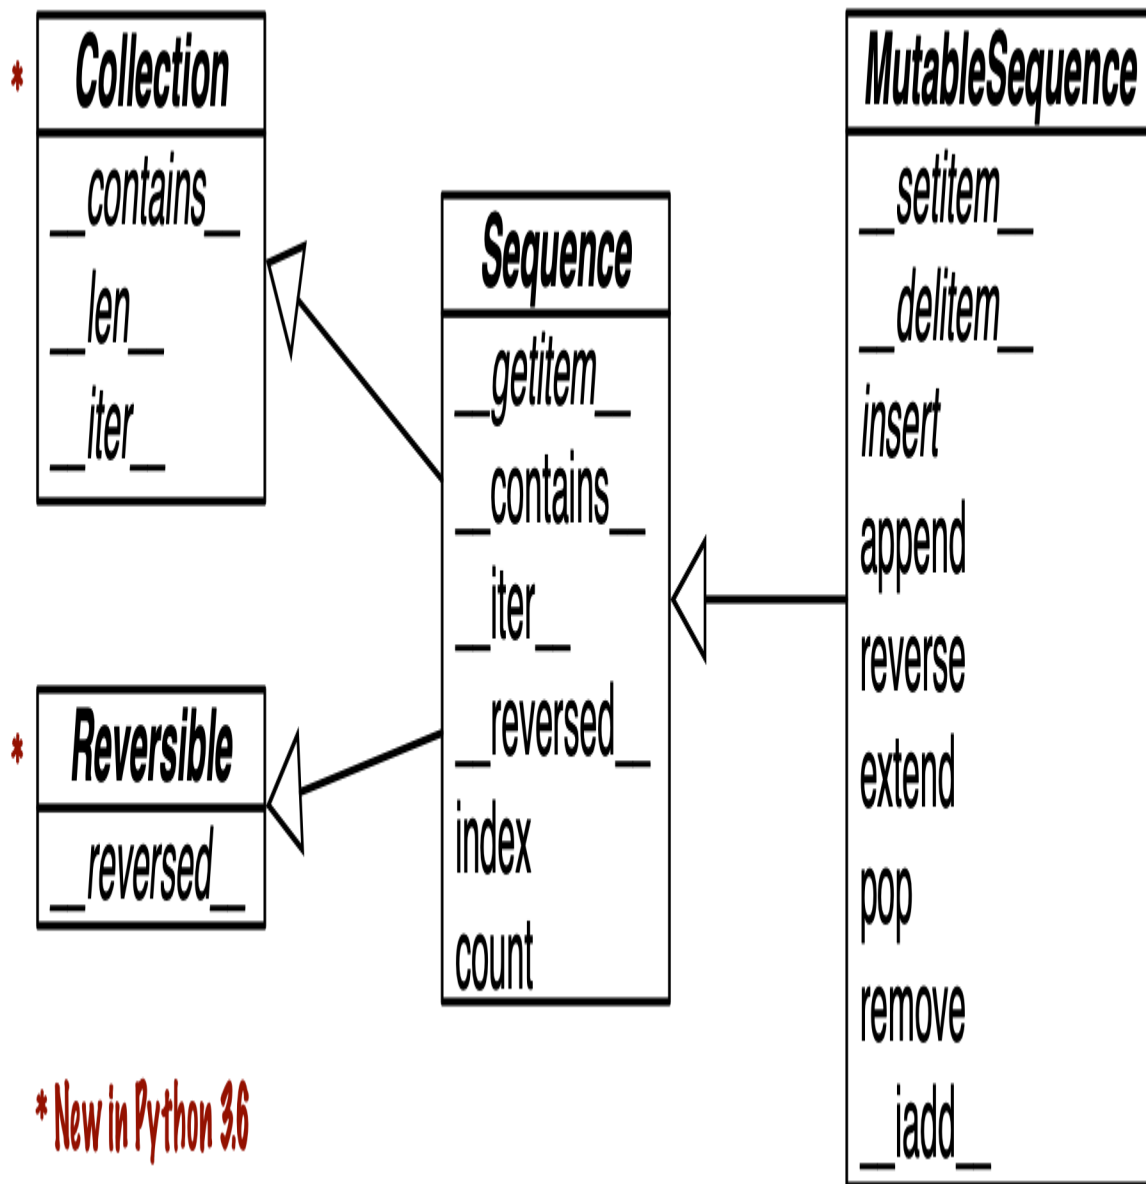 * Collection
__contains__
__len__
__iter__
* Reversible
__reversed__
Sequence
__getitem__
__contains__
__iter__
__reversed__
index
count
MutableSequence
__setitem__
__delitem__
insert
append
reverse
extend
pop
remove
__iadd__
* New in Python 3.6